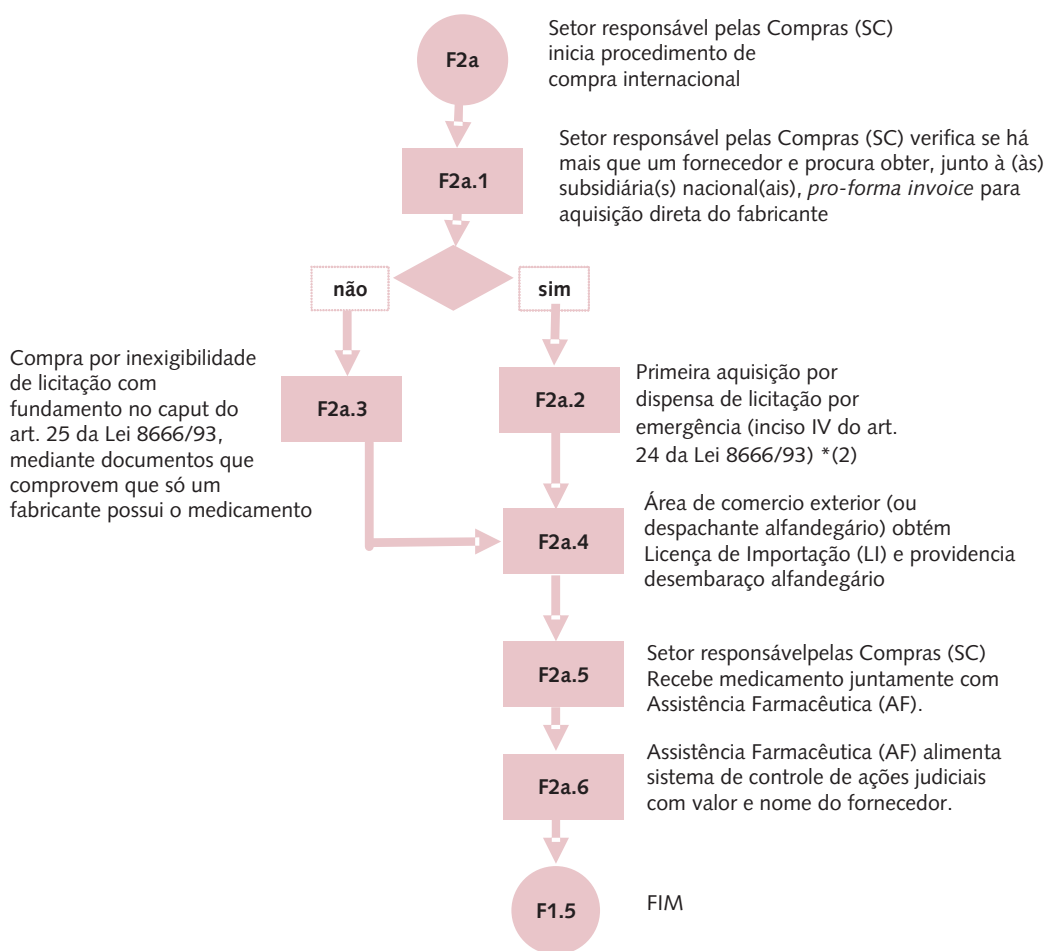 F2a
Setor responsável pelas Compras (SC)
inicia procedimento de
compra internacional
F2a.1
Setor responsável pelas Compras (SC) verifica se há
mais que um fornecedor e procura obter, junto à (às)
subsidiária(s) nacional(ais), pro-forma invoice para
aquisição direta do fabricante
não
sim
Compra por inexigibilidade
de licitação com
fundamento no caput do
art. 25 da Lei 8666/93,
mediante documentos que
comprovem que só um
fabricante possui o medicamento
F2a.3
F2a.2
Primeira aquisição por
dispensa de licitação por
emergência (inciso IV do art.
24 da Lei 8666/93) *(2)
F2a.4
Área de comercio exterior (ou
despachante alfandegário) obtém
Licença de Importação (LI) e providencia
desembaraço alfandegário
F2a.5
Setor responsávelpelas Compras (SC)
Recebe medicamento juntamente com
Assistência Farmacêutica (AF).
F2a.6
Assistência Farmacêutica (AF) alimenta
sistema de controle de ações judiciais
com valor e nome do fornecedor.
F1.5
FIM